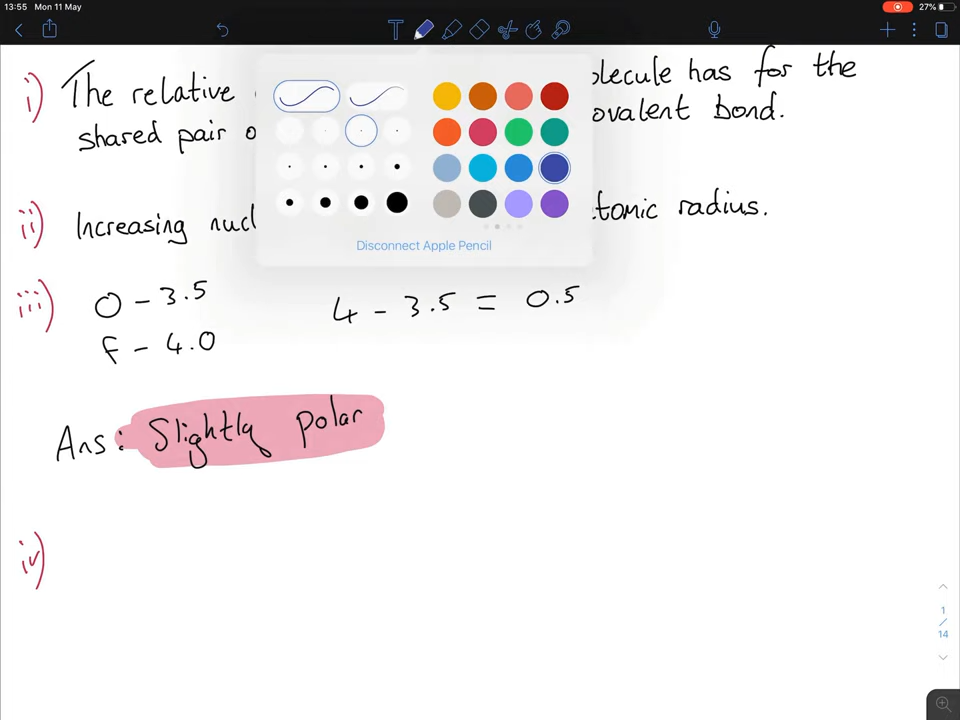 13:55 Mon 11 May 27%
i) The relative olecule has for the
shared pair o ovalent bond.
Disconnect Apple Pencil
ii) Increasing nucl tomic radius.
iii) O - 3.5 4 - 3.5 = 0.5
F - 4.0
Ans: Slightly polar
iv)
1
/
14